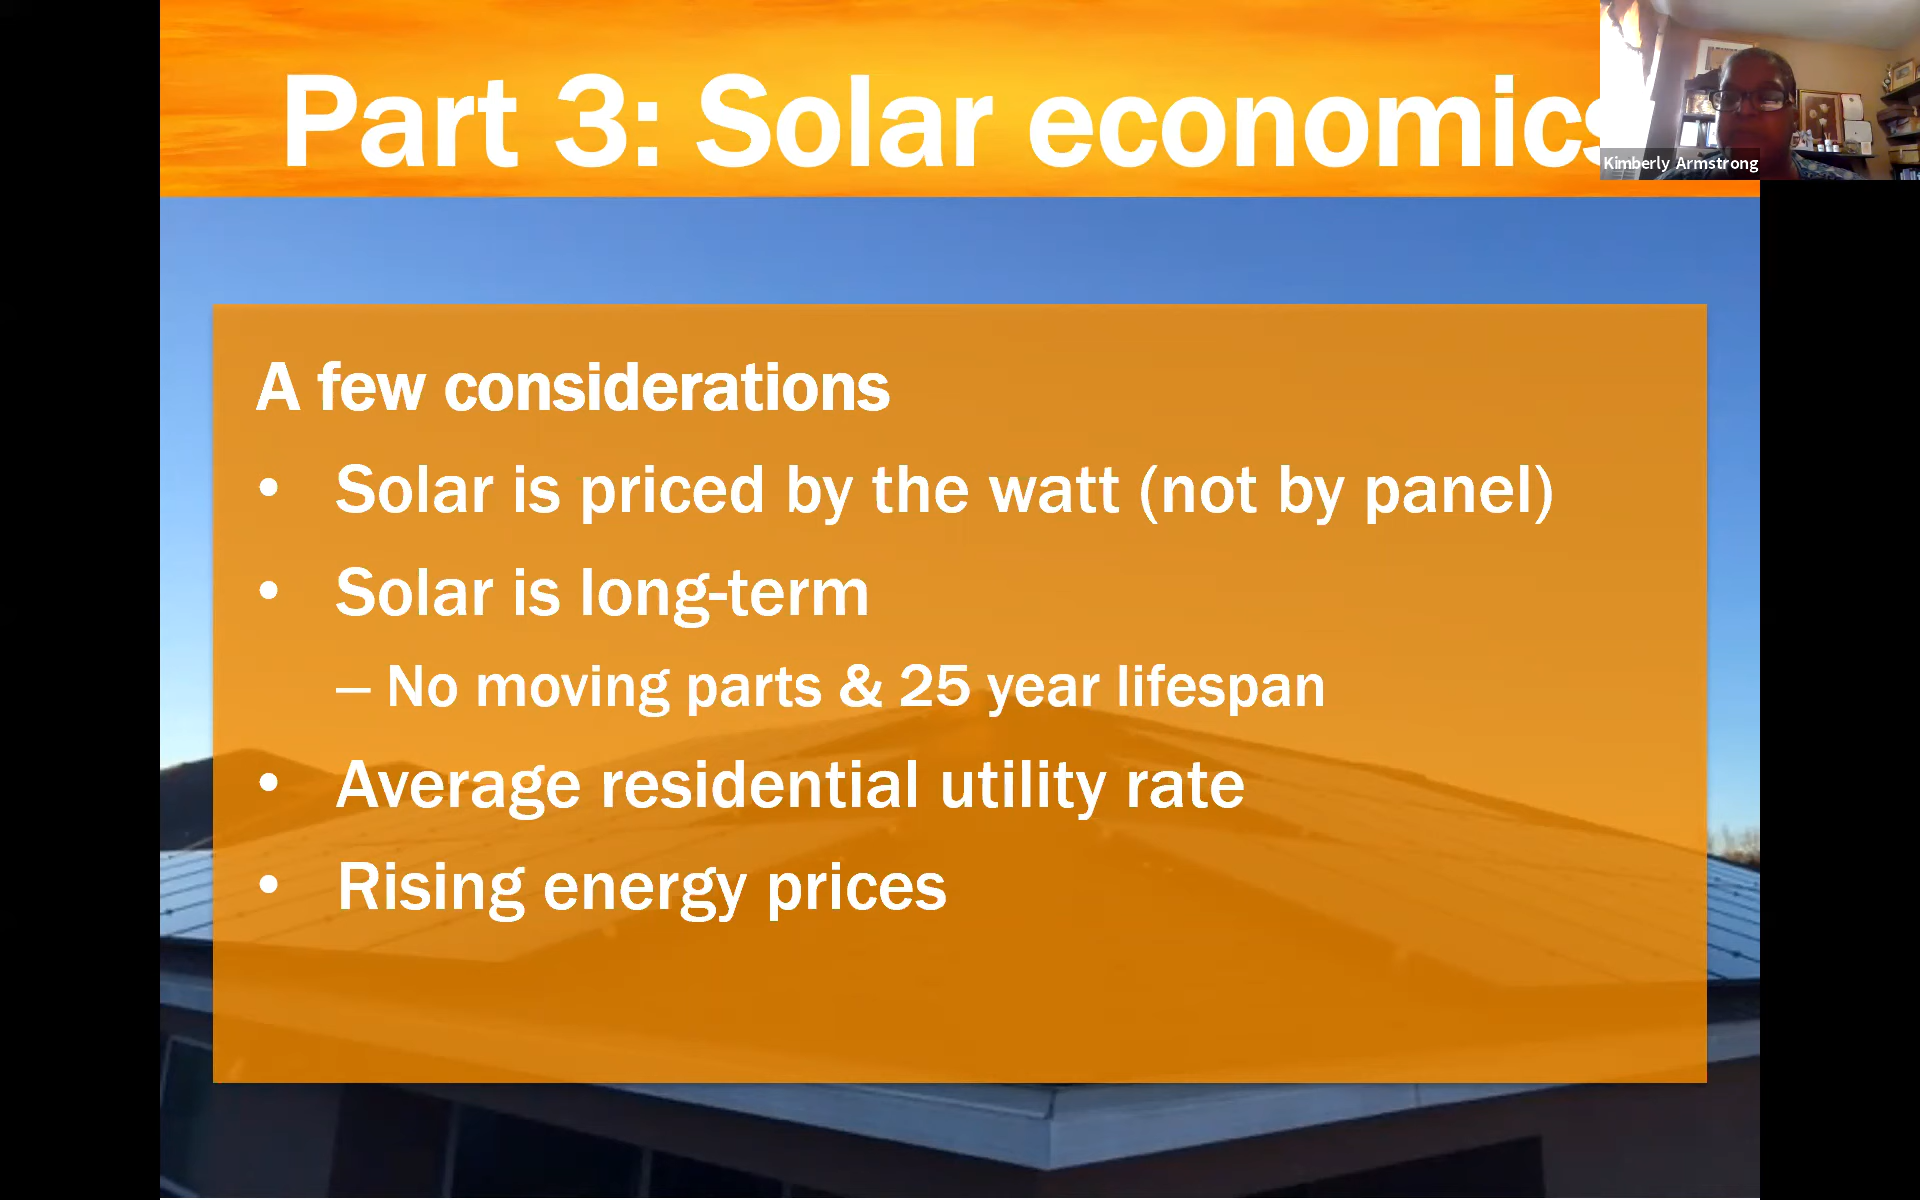 Part 3: Solar economics
Kimberly Armstrong
A few considerations
• Solar is priced by the watt (not by panel)
• Solar is long-term
– No moving parts & 25 year lifespan
• Average residential utility rate
• Rising energy prices